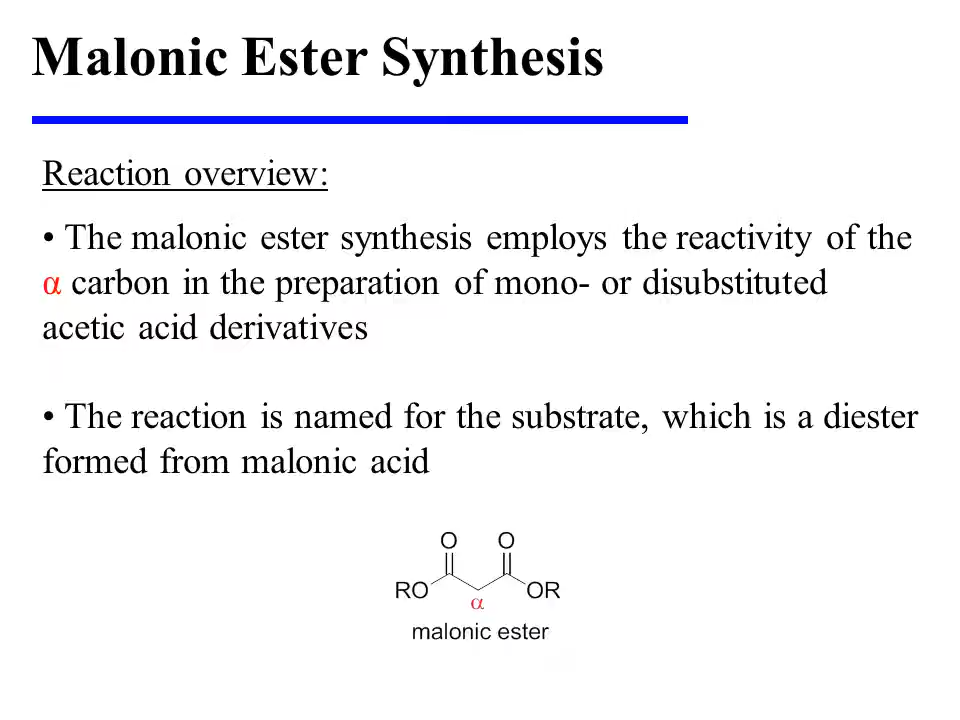 Malonic Ester Synthesis
Reaction overview:
• The malonic ester synthesis employs the reactivity of the
α carbon in the preparation of mono- or disubstituted
acetic acid derivatives
• The reaction is named for the substrate, which is a diester
formed from malonic acid
O O
RO OR
α
malonic ester